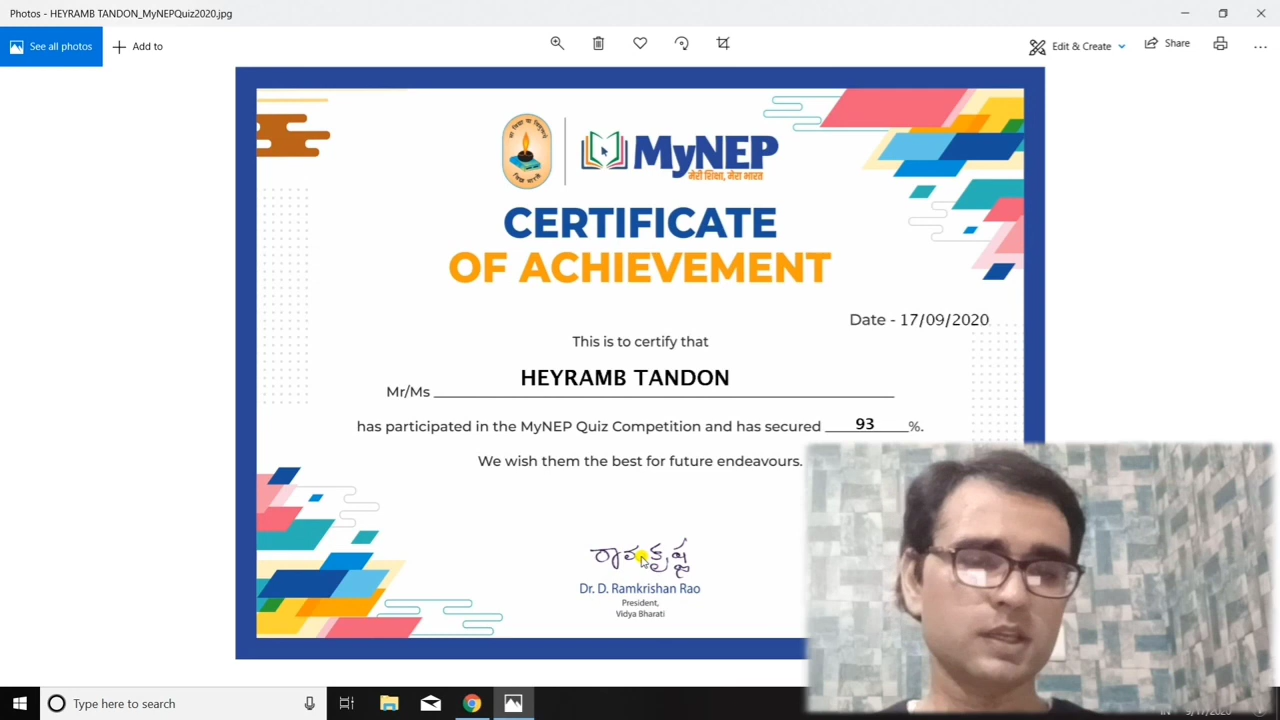 Photos - HEYRAMB TANDON_MyNEPQuiz2020.jpg
See all photos
Add to
Edit & Create
Share
MyNEP
मेरी शिक्षा, मेरा भारत
CERTIFICATE
OF ACHIEVEMENT
Date - 17/09/2020
This is to certify that
Mr/Ms HEYRAMB TANDON
has participated in the MyNEP Quiz Competition and has secured 93 %.
We wish them the best for future endeavours.
Dr. D. Ramkrishan Rao
President,
Vidya Bharati
Type here to search